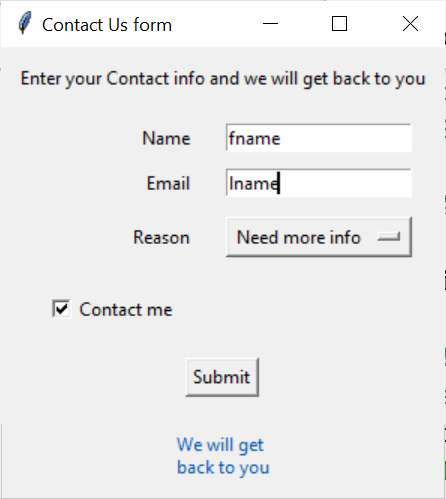 Contact Us form
Enter your Contact info and we will get back to you
Name fname
Email lname
Reason Need more info
Contact me
Submit
We will get
back to you